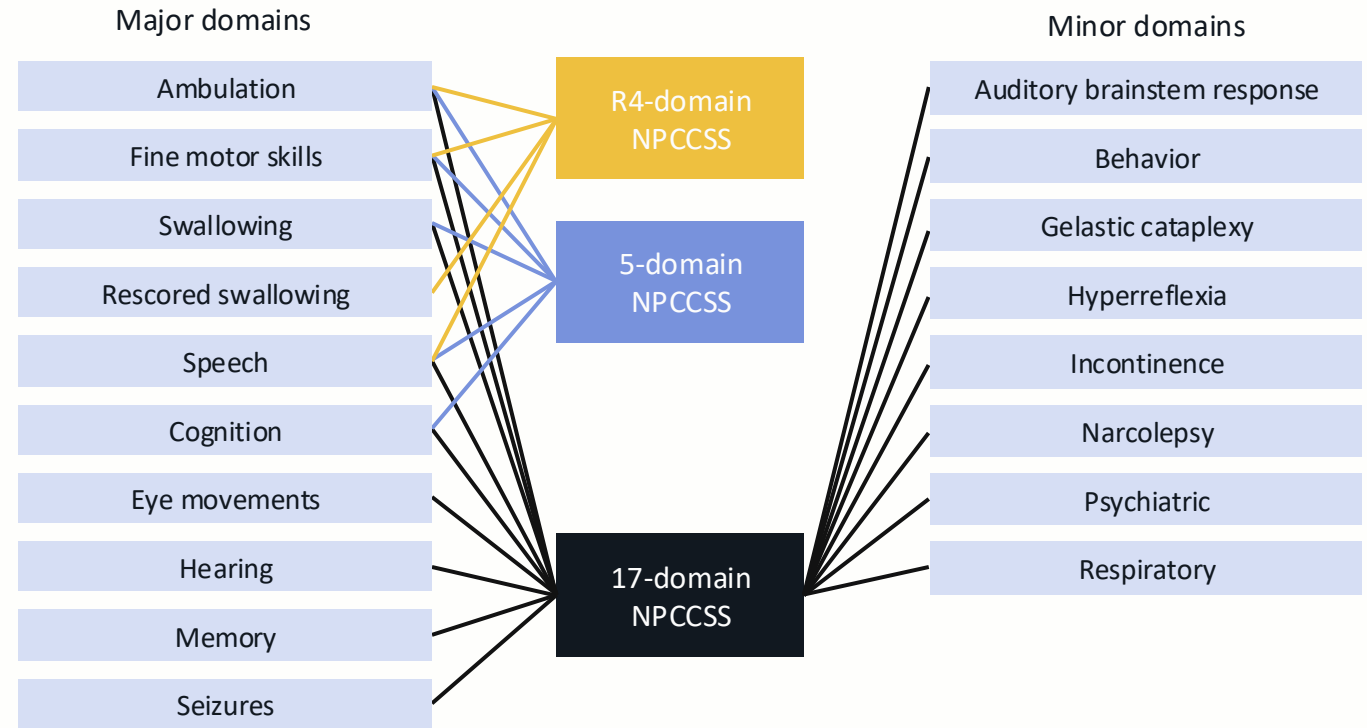 Major domains
Ambulation
Fine motor skills
Swallowing
Rescored swallowing
Speech
Cognition
Eye movements
Hearing
Memory
Seizures
R4-domain
NPCCSS
5-domain
NPCCSS
17-domain
NPCCSS
Minor domains
Auditory brainstem response
Behavior
Gelastic cataplexy
Hyperreflexia
Incontinence
Narcolepsy
Psychiatric
Respiratory